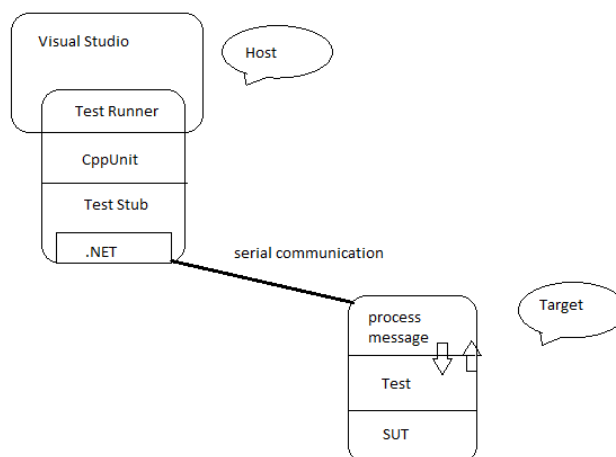 Visual Studio
Host
Test Runner
CppUnit
Test Stub
.NET
serial communication
Target
process
message
Test
SUT